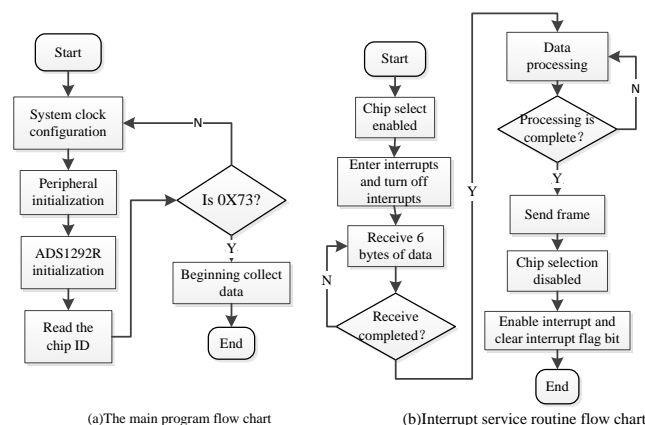 Start
System clock
configuration
Peripheral
initialization
ADS1292R
initialization
Read the
chip ID
N
Is 0X73?
Y
Beginning collect
data
End
(a)The main program flow chart
Start
Chip select
enabled
Enter interrupts
and turn off
interrupts
Receive 6
bytes of data
N
Receive
completed?
Y
Data
processing
N
Processing is
complete?
Y
Send frame
Chip selection
disabled
Enable interrupt and
clear interrupt flag bit
End
(b)Interrupt service routine flow chart